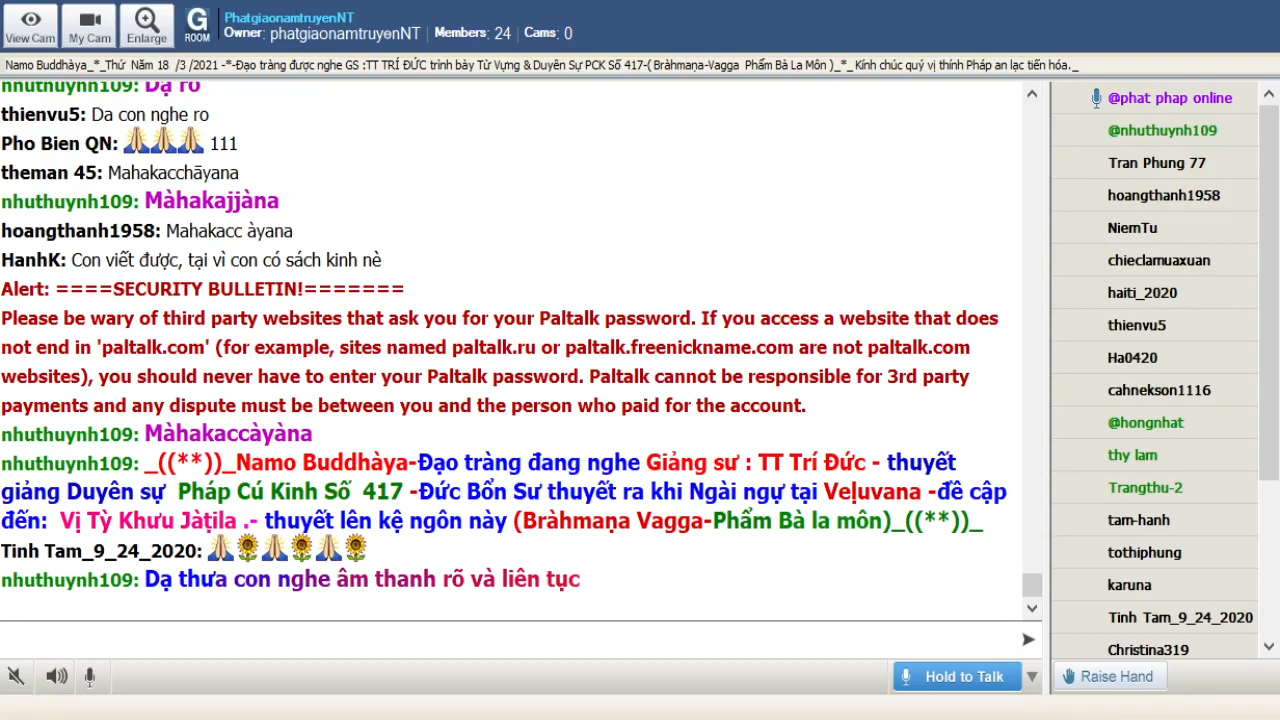 View Cam
My Cam
Enlarge
G
ROOM
PhatgiaonamtruyenNT
Owner: phatgiaonamtruyenNT | Members: 24 | Cams: 0
Namo Buddhàya_*_Thứ Năm 18 /3 /2021 -*-Đạo tràng được nghe GS :TT TRÍ ĐỨC trình bày Từ Vựng & Duyên Sự PCK Số 417-( Bràhmaṇa-Vagga Phẩm Bà La Môn )_*_ Kính chúc quý vị thính Pháp an lạc tiến hóa._
nhuthuynh109: Dạ rõ
thienvu5: Da con nghe ro
Pho Bien QN: 🙏🙏🙏 111
theman 45: Mahakacchāyana
nhuthuynh109: Màhakajjàna
hoangthanh1958: Mahakacc àyana
HanhK: Con viết được, tại vì con có sách kinh nè
Alert: ====SECURITY BULLETIN!=======
Please be wary of third party websites that ask you for your Paltalk password. If you access a website that does
not end in 'paltalk.com' (for example, sites named paltalk.ru or paltalk.freenickname.com are not paltalk.com
websites), you should never have to enter your Paltalk password. Paltalk cannot be responsible for 3rd party
payments and any dispute must be between you and the person who paid for the account.
nhuthuynh109: Màhakaccàyàna
nhuthuynh109: _((**))_Namo Buddhàya-Đạo tràng đang nghe Giảng sư : TT Trí Đức - thuyết
giảng Duyên sự Pháp Cú Kinh Số 417 -Đức Bổn Sư thuyết ra khi Ngài ngự tại Veḷuvana -đề cập
đến: Vị Tỳ Khưu Jàṭila .- thuyết lên kệ ngôn này (Bràhmaṇa Vagga-Phẩm Bà la môn)_((**))_
Tinh Tam_9_24_2020: 🙏🌻🙏🌻🙏🌻
nhuthuynh109: Dạ thưa con nghe âm thanh rõ và liên tục
Hold to Talk
@phat phap online
@nhuthuynh109
Tran Phung 77
hoangthanh1958
NiemTu
chieclamuaxuan
haiti_2020
thienvu5
Ha0420
cahnekson1116
@hongnhat
thy lam
Trangthu-2
tam-hanh
tothiphung
karuna
Tinh Tam_9_24_2020
Christina319
Raise Hand